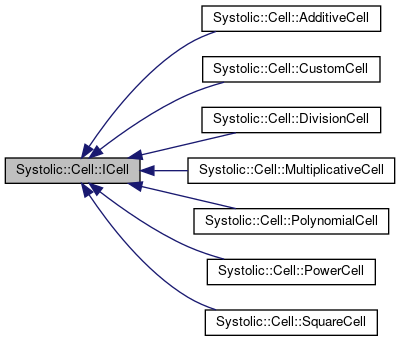 Systolic::Cell::AdditiveCell
Systolic::Cell::CustomCell
Systolic::Cell::DivisionCell
Systolic::Cell::ICell
Systolic::Cell::MultiplicativeCell
Systolic::Cell::PolynomialCell
Systolic::Cell::PowerCell
Systolic::Cell::SquareCell